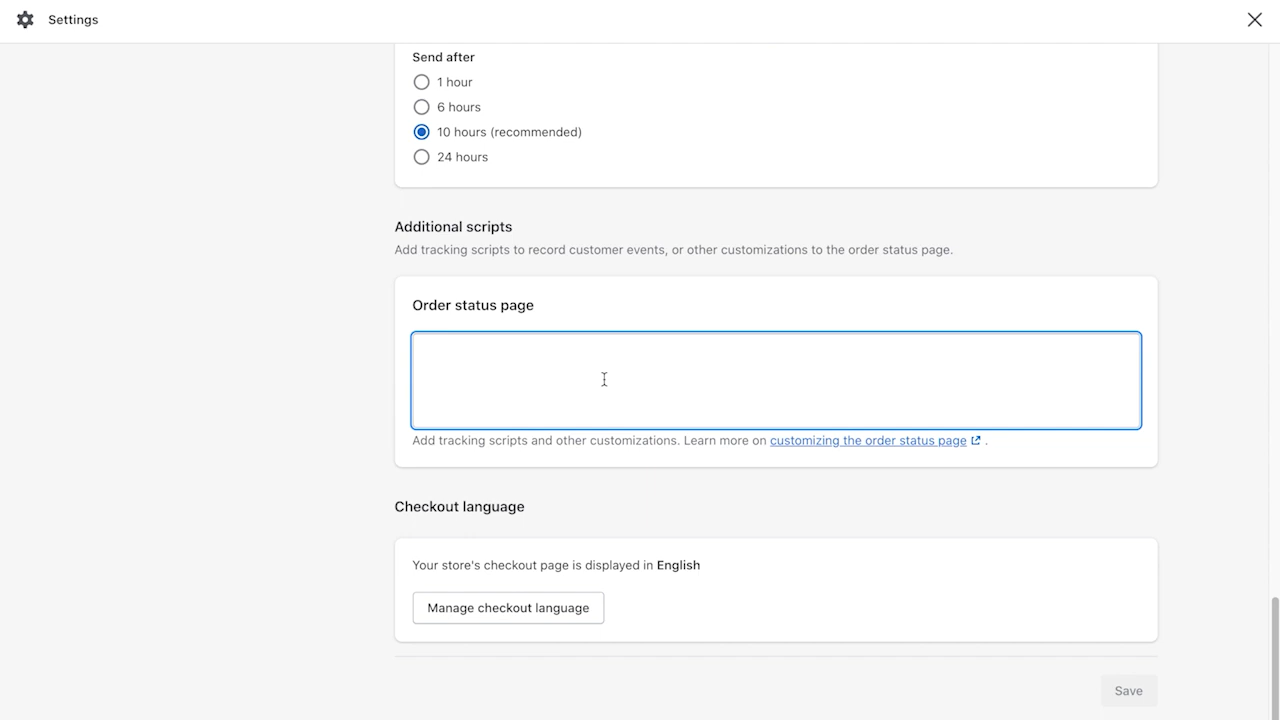 Settings
Send after
1 hour
6 hours
10 hours (recommended)
24 hours
Additional scripts
Add tracking scripts to record customer events, or other customizations to the order status page.
Order status page
Add tracking scripts and other customizations. Learn more on customizing the order status page .
Checkout language
Your store's checkout page is displayed in English
Manage checkout language
Save